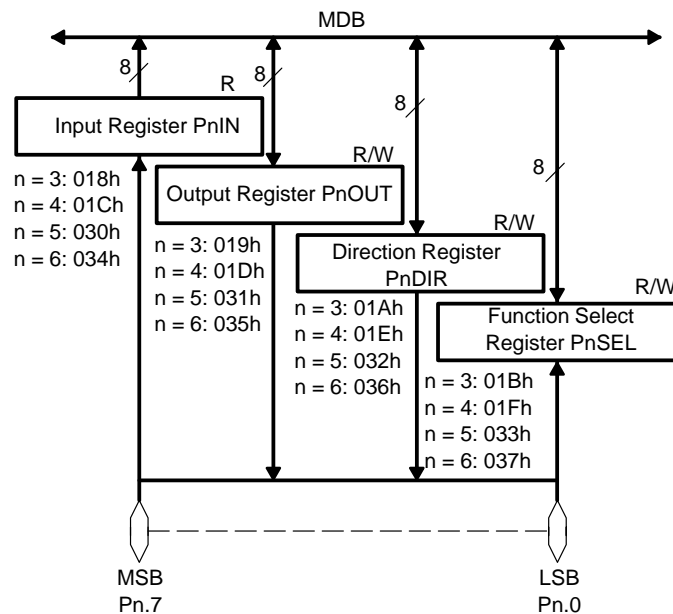 MDB
8
R
8
8
8
Input Register PnIN
n = 3: 018h
n = 4: 01Ch
n = 5: 030h
n = 6: 034h
R/W
Output Register PnOUT
n = 3: 019h
n = 4: 01Dh
n = 5: 031h
n = 6: 035h
R/W
Direction Register
PnDIR
n = 3: 01Ah
n = 4: 01Eh
n = 5: 032h
n = 6: 036h
R/W
Function Select
Register PnSEL
n = 3: 01Bh
n = 4: 01Fh
n = 5: 033h
n = 6: 037h
MSB
Pn.7
LSB
Pn.0